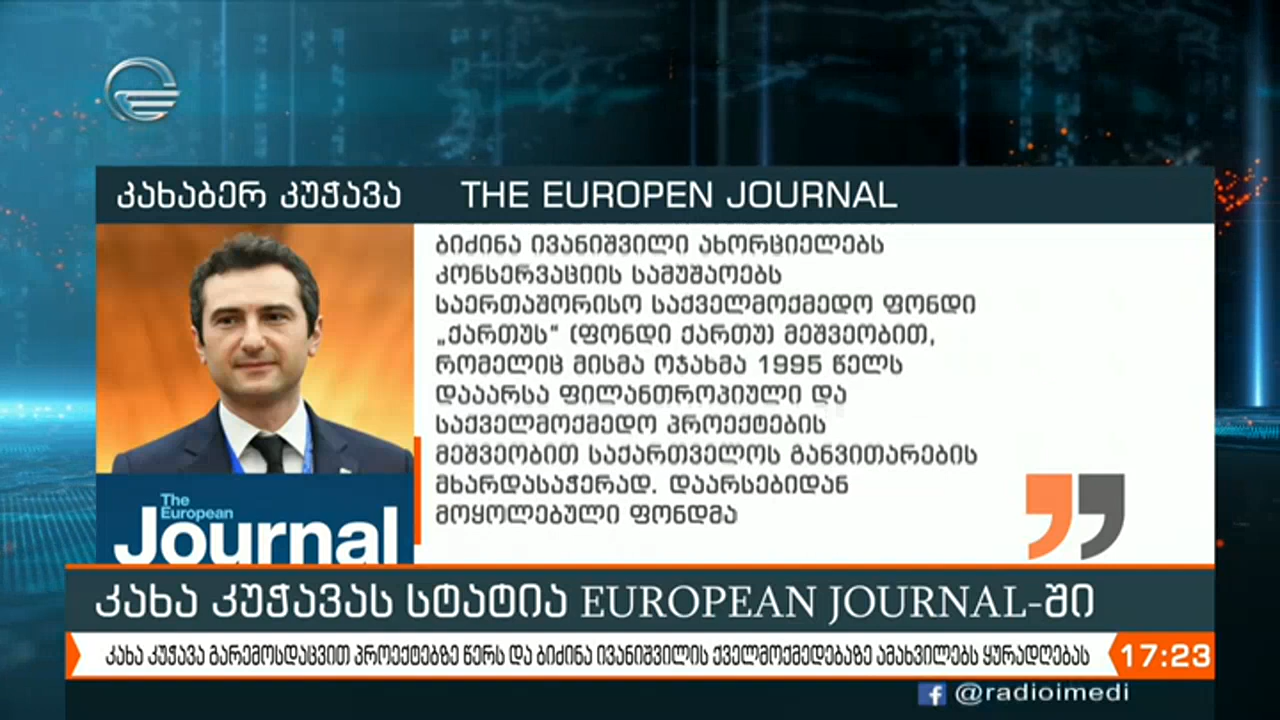 ᲙᲐᲮᲐᲑᲔᲠ ᲙᲣᲭᲐᲕᲐ THE EUROPEN JOURNAL
ᲑᲘᲫᲘᲜᲐ ᲘᲕᲐᲜᲘᲨᲕᲘᲚᲘ ᲐᲮᲝᲠᲪᲘᲔᲚᲔᲑᲡ
ᲙᲝᲜᲡᲔᲠᲕᲐᲪᲘᲘᲡ ᲡᲐᲛᲣᲨᲐᲝᲔᲑᲡ
ᲡᲐᲔᲠᲗᲐᲨᲝᲠᲘᲡᲝ ᲡᲐᲥᲕᲔᲚᲛᲝᲥᲛᲔᲓᲝ ᲤᲝᲜᲓᲘ
„ᲥᲐᲠᲗᲣᲡ“ (ᲤᲝᲜᲓᲘ ᲥᲐᲠᲗᲣ) ᲛᲔᲨᲕᲔᲝᲑᲘᲗ,
ᲠᲝᲛᲔᲚᲘᲪ ᲛᲘᲡᲛᲐ ᲝᲯᲐᲮᲛᲐ 1995 ᲬᲔᲚᲡ
ᲓᲐᲐᲐᲠᲡᲐ ᲤᲘᲚᲐᲜᲗᲠᲝᲞᲘᲣᲚᲘ ᲓᲐ
ᲡᲐᲥᲕᲔᲚᲛᲝᲥᲛᲔᲓᲝ ᲞᲠᲝᲔᲥᲢᲔᲑᲘᲡ
ᲛᲔᲨᲕᲔᲝᲑᲘᲗ ᲡᲐᲥᲐᲠᲗᲕᲔᲚᲝᲡ ᲒᲐᲜᲕᲘᲗᲐᲠᲔᲑᲘᲡ
ᲛᲮᲐᲠᲓᲐᲡᲐᲭᲔᲠᲐᲓ. ᲓᲐᲐᲠᲡᲔᲑᲘᲓᲐᲜ
ᲛᲝᲧᲝᲚᲔᲑᲣᲚᲘ ᲤᲝᲜᲓᲛᲐ
The
European
Journal
ᲙᲐᲮᲐ ᲙᲣᲭᲐᲕᲐᲡ ᲡᲢᲐᲢᲘᲐ EUROPEAN JOURNAL-ᲨᲘ
ᲙᲐᲮᲐ ᲙᲣᲭᲐᲕᲐ ᲒᲐᲠᲔᲛᲝᲡᲓᲐᲪᲕᲘᲗ ᲞᲠᲝᲔᲥᲢᲔᲑᲖᲔ ᲬᲔᲠᲡ ᲓᲐ ᲑᲘᲫᲘᲜᲐ ᲘᲕᲐᲜᲘᲨᲕᲘᲚᲘᲡ ᲥᲕᲔᲚᲛᲝᲥᲛᲔᲓᲔᲑᲐᲖᲔ ᲐᲛᲐᲮᲕᲘᲚᲔᲑᲡ ᲧᲣᲠᲐᲓᲦᲔᲑᲐᲡ 17:23
@radioimedi